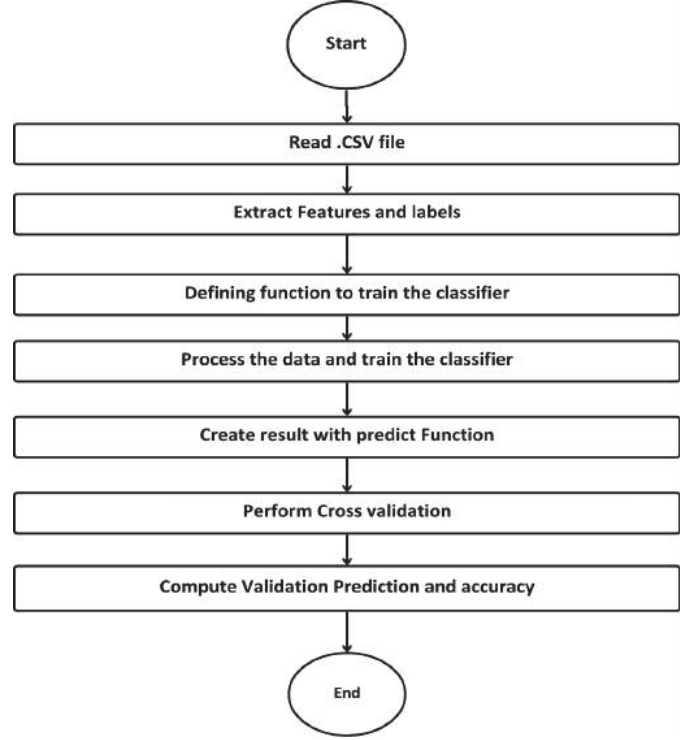 Start
Read .CSV file
Extract Features and labels
Defining function to train the classifier
Process the data and train the classifier
Create result with predict Function
Perform Cross validation
Compute Validation Prediction and accuracy
End